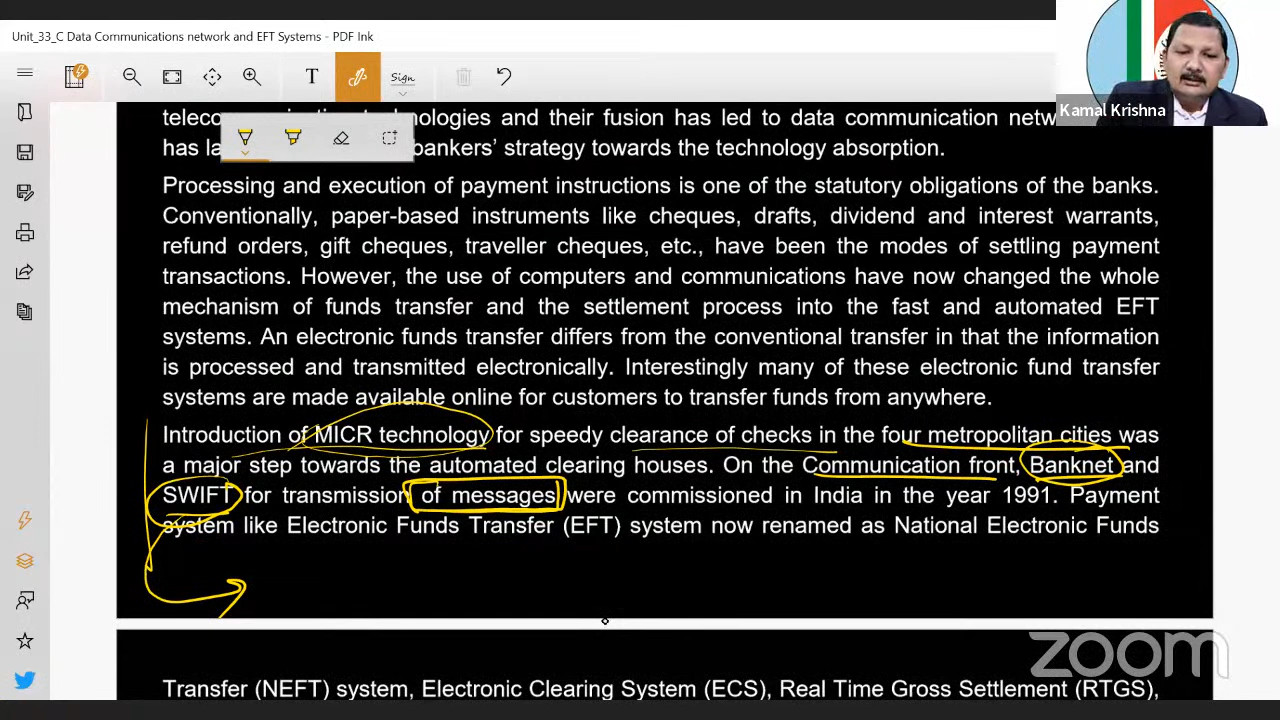 Unit_33_C Data Communications network and EFT Systems - PDF Ink
Sign
Kamal Krishna
nologies and their fusion has led to data communication
has bankers’ strategy towards the technology absorption.
Processing and execution of payment instructions is one of the statutory obligations of the banks.
Conventionally, paper-based instruments like cheques, drafts, dividend and interest warrants,
refund orders, gift cheques, traveller cheques, etc., have been the modes of settling payment
transactions. However, the use of computers and communications have now changed the whole
mechanism of funds transfer and the settlement process into the fast and automated EFT
systems. An electronic funds transfer differs from the conventional transfer in that the information
is processed and transmitted electronically. Interestingly many of these electronic fund transfer
systems are made available online for customers to transfer funds from anywhere.
Introduction of MICR technology for speedy clearance of checks in the four metropolitan cities was
a major step towards the automated clearing houses. On the Communication front, Banknet and
SWIFT for transmission of messages were commissioned in India in the year 1991. Payment
system like Electronic Funds Transfer (EFT) system now renamed as National Electronic Funds
zoom
Transfer (NEFT) system, Electronic Clearing System (ECS), Real Time Gross Settlement (RTGS),